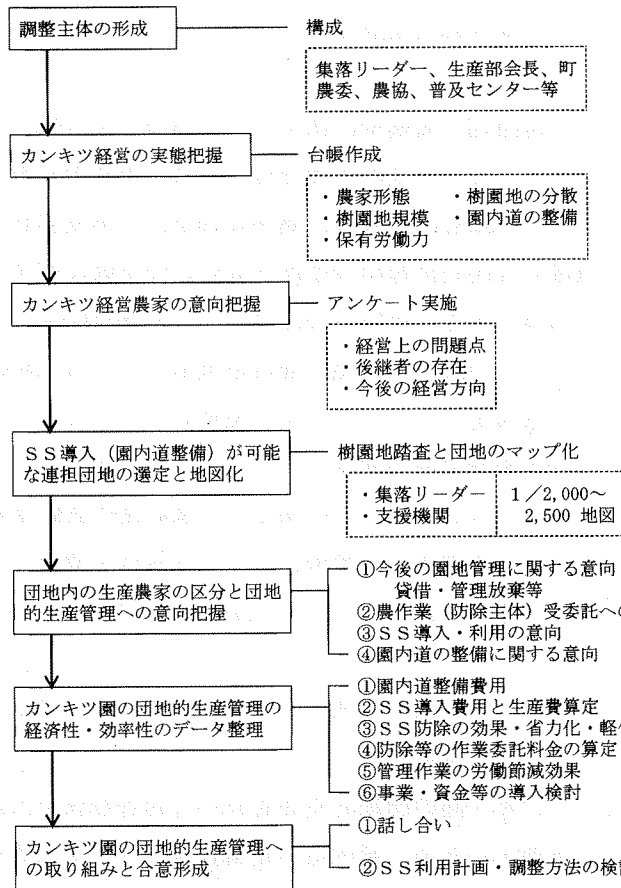 調整主体の形成
構成
集落リーダー、生産部会長、町
農委、農協、普及センター等
カンキツ経営の実態把握
台帳作成
・農家形態　・樹園地の分散
・樹園地規模　・園内道の整備
・保有労働力
カンキツ経営農家の意向把握
アンケート実施
・経営上の問題点
・後継者の存在
・今後の経営方向
ＳＳ導入（園内道整備）が可能
な連担団地の選定と地図化
樹園地踏査と団地のマップ化
・集落リーダー　１／2,000～
・支援機関　2,500 地図
団地内の生産農家の区分と団地
的生産管理への意向把握
①今後の園地管理に関する意向
貸借・管理放棄等
②農作業（防除主体）受委託への
③ＳＳ導入・利用の意向
④園内道の整備に関する意向
カンキツ園の団地的生産管理の
経済性・効率性のデータ整理
①園内道整備費用
②ＳＳ導入費用と生産費算定
③ＳＳ防除の効果・省力化・軽
④防除等の作業委託料金の算定
⑤管理作業の労働節減効果
⑥事業・資金等の導入検討
カンキツ園の団地的生産管理へ
の取り組みと合意形成
①話し合い
②ＳＳ利用計画・調整方法の検